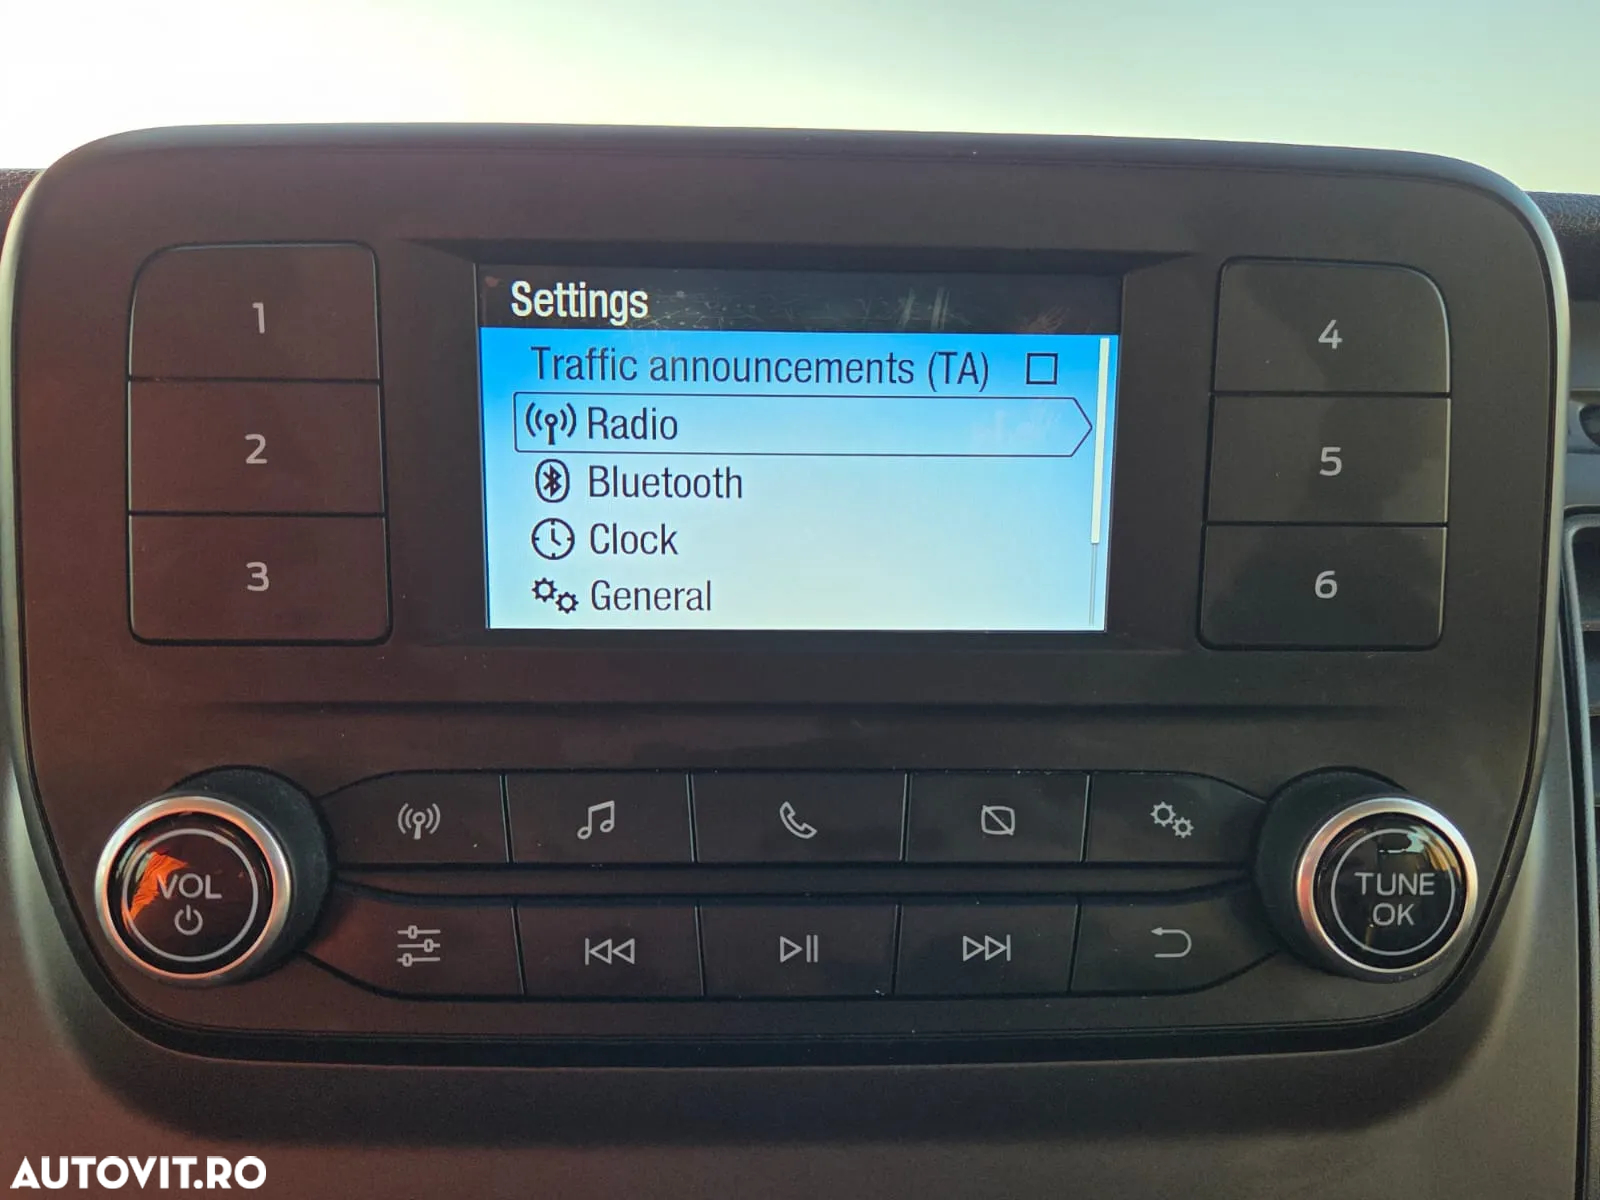 Settings
Traffic announcements (TA)
Radio
Bluetooth
Clock
General
1
2
3
4
5
6
VOL
TUNE
OK
AUTOVIT.RO